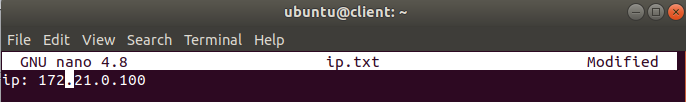 ubuntu@client: ~
File Edit View Search Terminal Help
GNU nano 4.8 ip.txt Modified
ip: 172.21.0.100